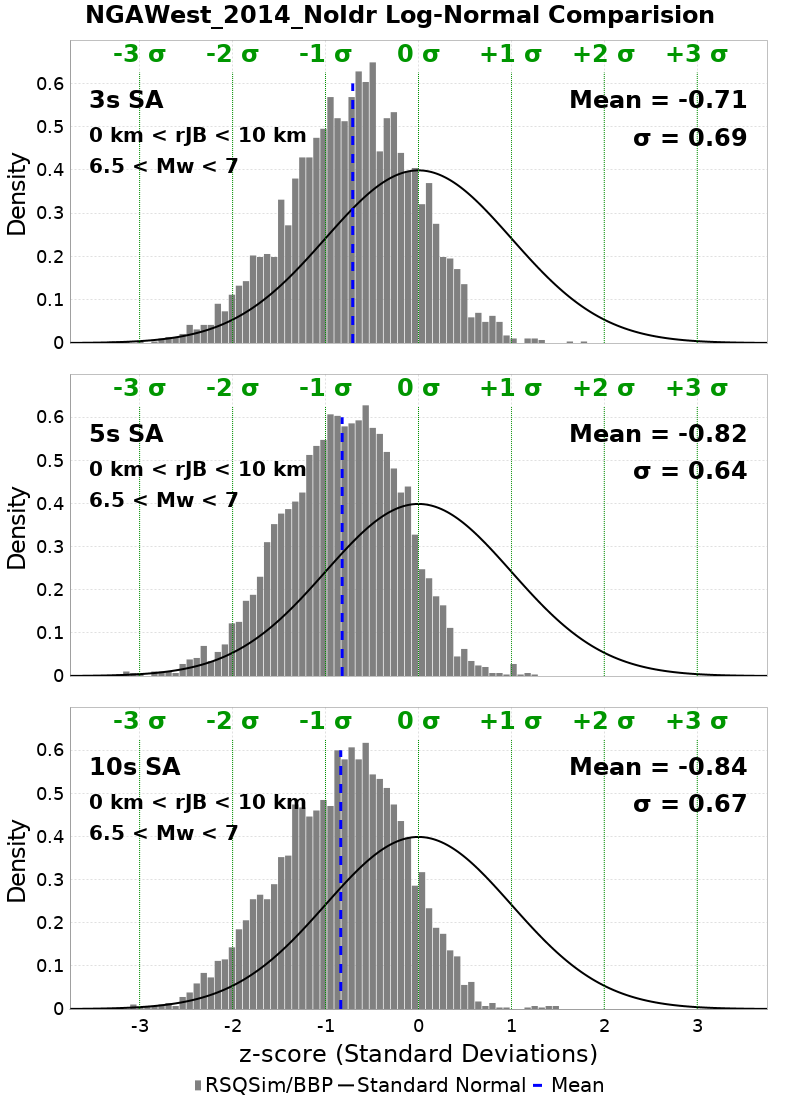 NGAWest_2014_NoIdr Log-Normal Comparision
-3 σ -2 σ -1 σ 0 σ +1 σ +2 σ +3 σ
3s SA
0 km < rJB < 10 km
6.5 < Mw < 7
Mean = -0.71
σ = 0.69
Density
0.6
0.5
0.4
0.3
0.2
0.1
0
-3 σ -2 σ -1 σ 0 σ +1 σ +2 σ +3 σ
5s SA
0 km < rJB < 10 km
6.5 < Mw < 7
Mean = -0.82
σ = 0.64
Density
0.6
0.5
0.4
0.3
0.2
0.1
0
-3 σ -2 σ -1 σ 0 σ +1 σ +2 σ +3 σ
10s SA
0 km < rJB < 10 km
6.5 < Mw < 7
Mean = -0.84
σ = 0.67
Density
0.6
0.5
0.4
0.3
0.2
0.1
0
-3 -2 -1 0 1 2 3
z-score (Standard Deviations)
RSQSim/BBP Standard Normal Mean